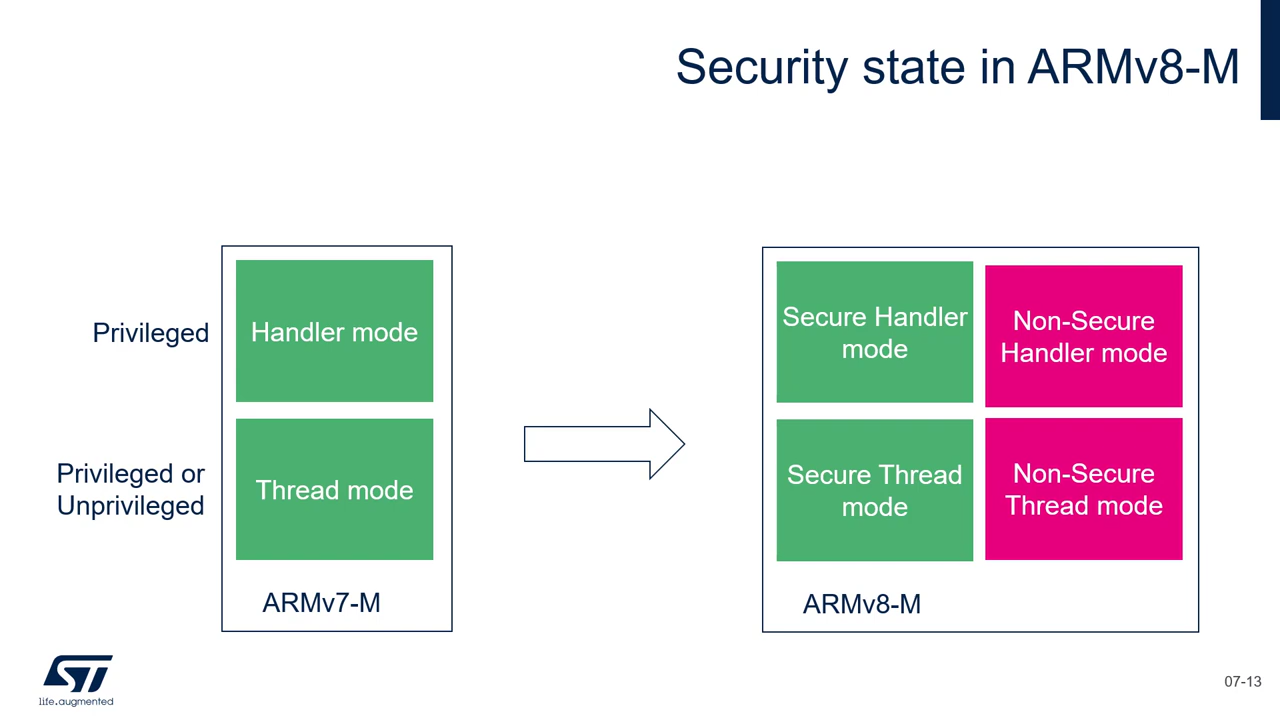 Security state in ARMv8-M
Privileged
Handler mode
Privileged or
Unprivileged
Thread mode
ARMv7-M
Secure Handler
mode
Non-Secure
Handler mode
Secure Thread
mode
Non-Secure
Thread mode
ARMv8-M
ST
life.augmented
07-13